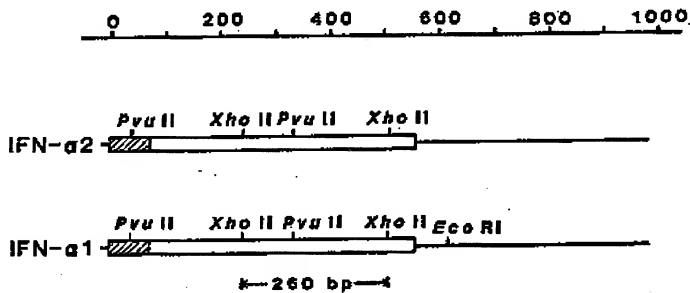 0 200 400 600 800 1000
Pvu II Xho II Pvu II Xho II
IFN-α2
Pvu II Xho II Pvu II Xho II Eco RI
IFN-α1
260 bp